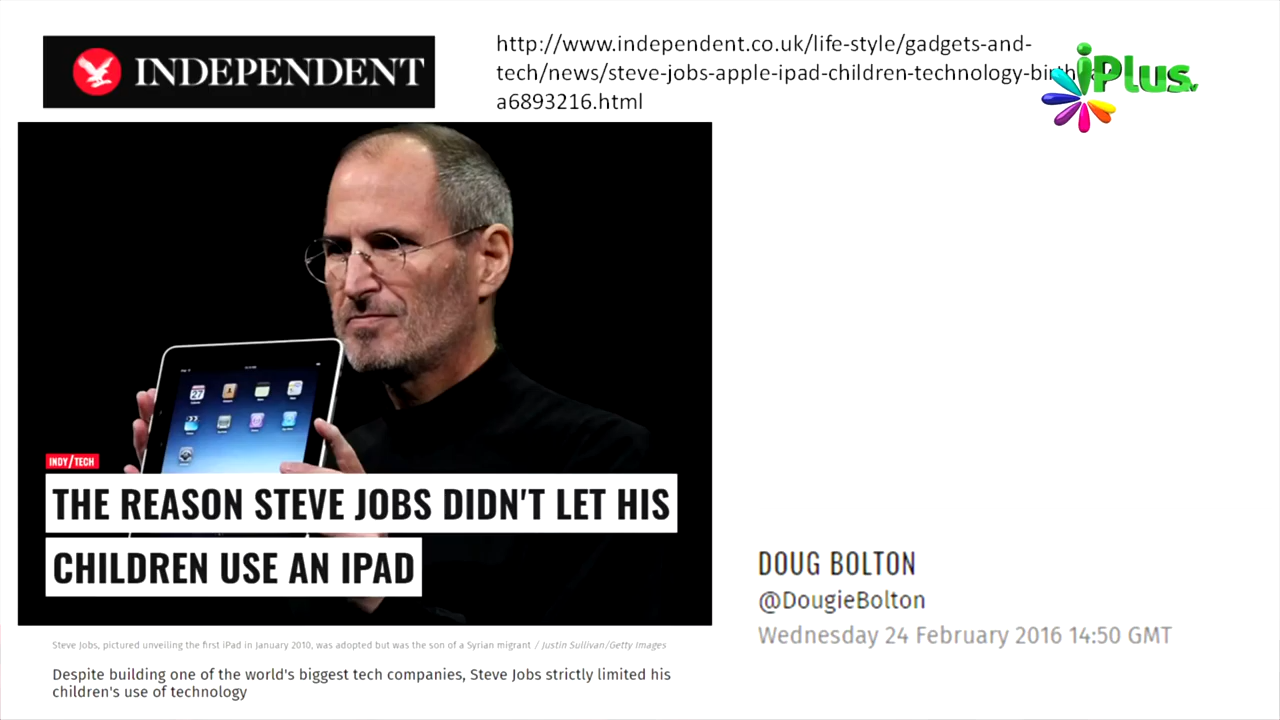 INDEPENDENT
http://www.independent.co.uk/life-style/gadgets-and-
tech/news/steve-jobs-apple-ipad-children-technology-
a6893216.html
iPlus
INDY/TECH
THE REASON STEVE JOBS DIDN'T LET HIS
CHILDREN USE AN IPAD
Steve Jobs, pictured unveiling the first iPad in January 2010, was adopted but was the son of a Syrian migrant / Justin Sullivan/Getty Images
Despite building one of the world's biggest tech companies, Steve Jobs strictly limited his
children's use of technology
DOUG BOLTON
@DougieBolton
Wednesday 24 February 2016 14:50 GMT